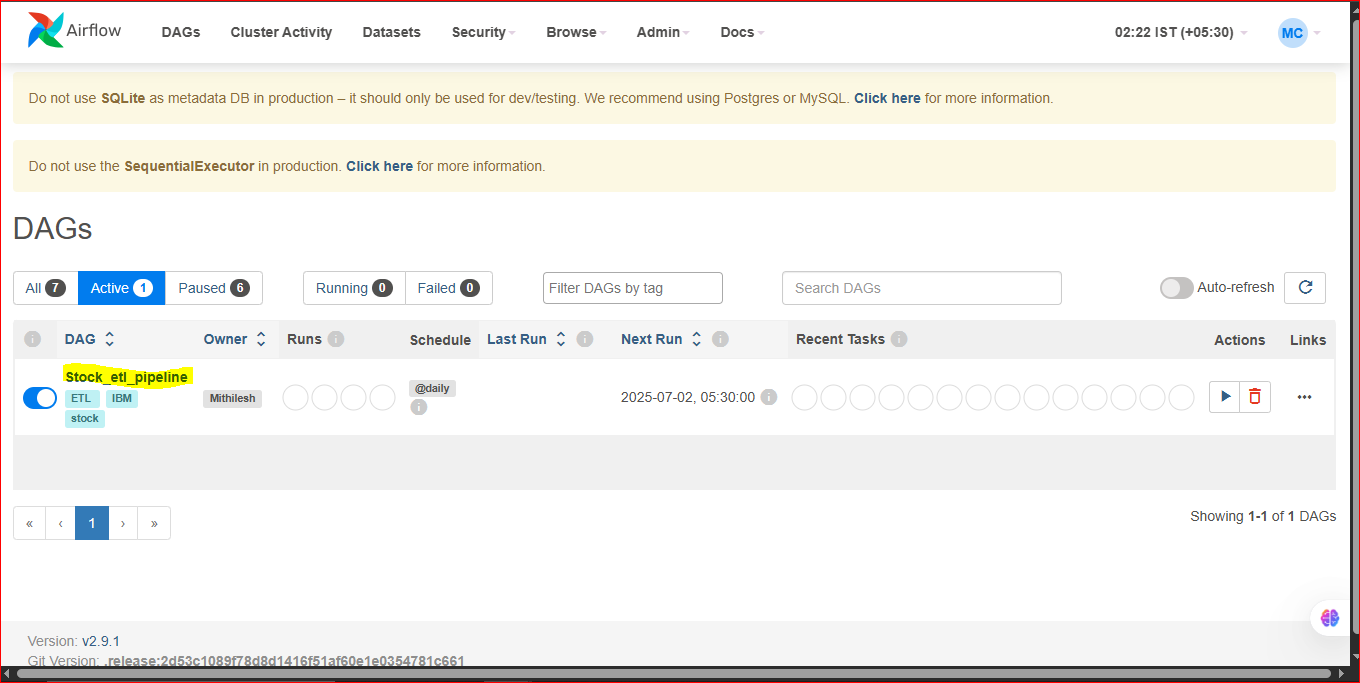 Airflow DAGs Cluster Activity Datasets Security Browse Admin Docs 02:22 IST (+05:30) MC
Do not use SQLite as metadata DB in production – it should only be used for dev/testing. We recommend using Postgres or MySQL. Click here for more information.
Do not use the SequentialExecutor in production. Click here for more information.
DAGs
All 7 Active 1 Paused 6 Running 0 Failed 0 Filter DAGs by tag Search DAGs Auto-refresh
i DAG Owner Runs i Schedule Last Run i Next Run i Recent Tasks i Actions Links
Stock_etl_pipeline
ETL IBM Mithilesh @daily i 2025-07-02, 05:30:00 i
stock
« ‹ 1 › »
Showing 1-1 of 1 DAGs
Version: v2.9.1
Git Version: .release:2d53c1089f78d8d1416f51af60e1e0354781c661